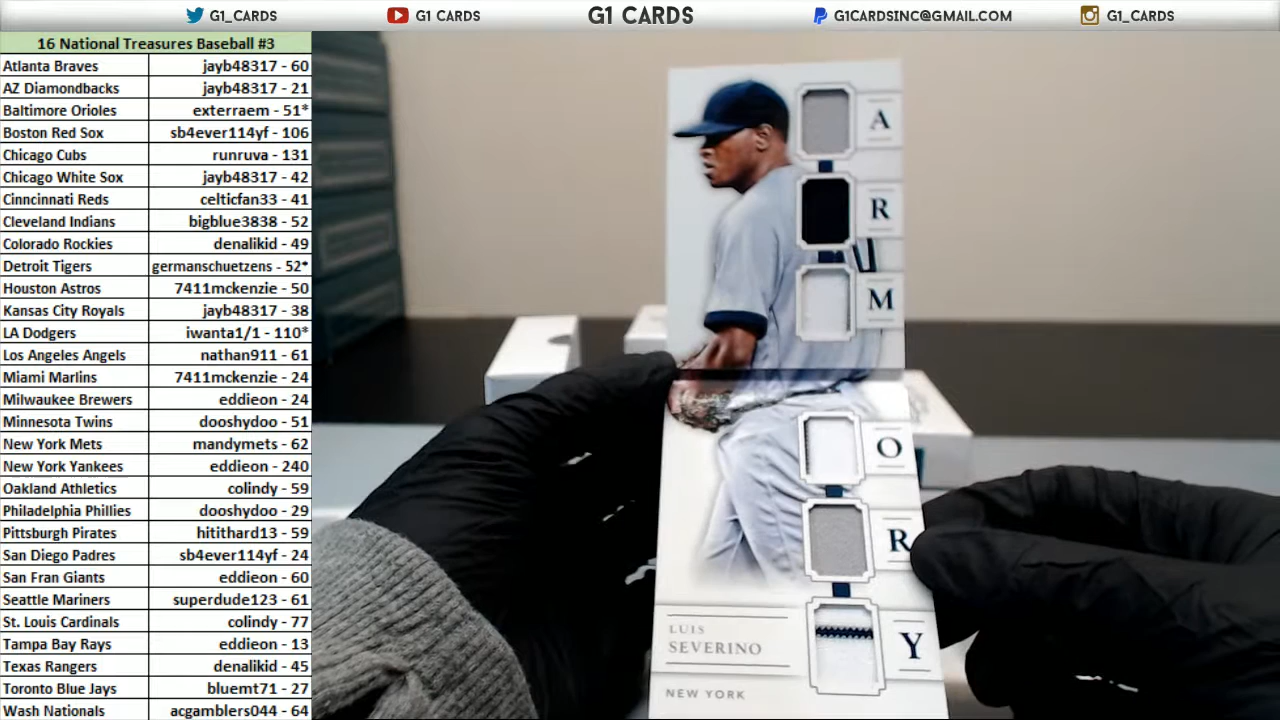 G1_CARDS G1 CARDS G1 CARDS G1CARDSINC@GMAIL.COM G1_CARDS
16 National Treasures Baseball #3
Atlanta Braves jayb48317 - 60
AZ Diamondbacks jayb48317 - 21
Baltimore Orioles exterraem - 51*
Boston Red Sox sb4ever114yf - 106
Chicago Cubs runruva - 131
Chicago White Sox jayb48317 - 42
Cinncinnati Reds celticfan33 - 41
Cleveland Indians bigblue3838 - 52
Colorado Rockies denalikid - 49
Detroit Tigers germanschuetzens - 52*
Houston Astros 7411mckenzie - 50
Kansas City Royals jayb48317 - 38
LA Dodgers iwanta1/1 - 110*
Los Angeles Angels nathan911 - 61
Miami Marlins 7411mckenzie - 24
Milwaukee Brewers eddieon - 24
Minnesota Twins dooshydoo - 51
New York Mets mandymets - 62
New York Yankees eddieon - 240
Oakland Athletics colindy - 59
Philadelphia Phillies dooshydoo - 29
Pittsburgh Pirates hitithard13 - 59
San Diego Padres sb4ever114yf - 24
San Fran Giants eddieon - 60
Seattle Mariners superdude123 - 61
St. Louis Cardinals colindy - 77
Tampa Bay Rays eddieon - 13
Texas Rangers denalikid - 45
Toronto Blue Jays bluemt71 - 27
Wash Nationals acgamblers044 - 64
A
R
M
O
R
Y
LUIS
SEVERINO
NEW YORK